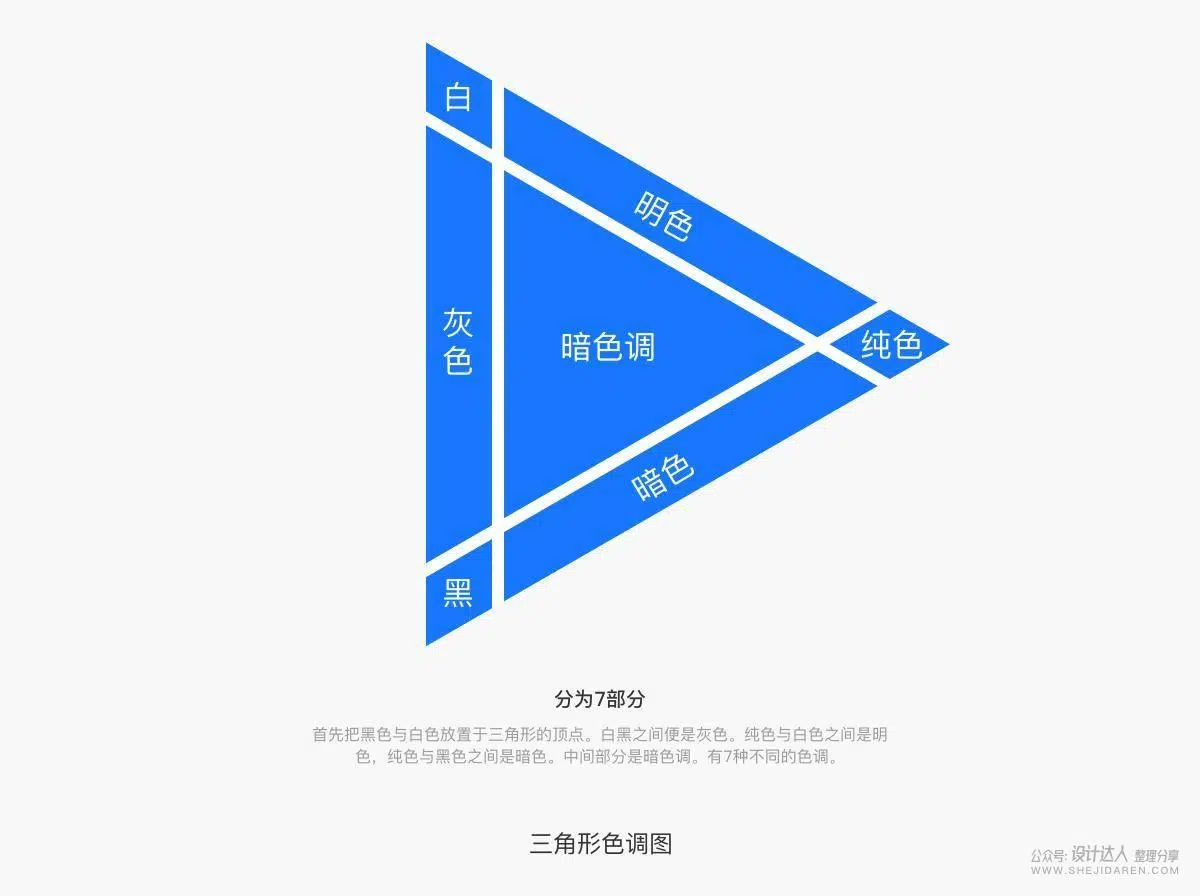 白
明色
灰
色
暗色调
纯色
暗色
黑
分为7部分
首先把黑色与白色放置于三角形的顶点。白黑之间便是灰色。纯色与白色之间是明
色，纯色与黑色之间是暗色。中间部分是暗色调。有7种不同的色调。
三角形色调图
公众号: 设计达人 整理分享
WWW.SHEJIDAREN.COM